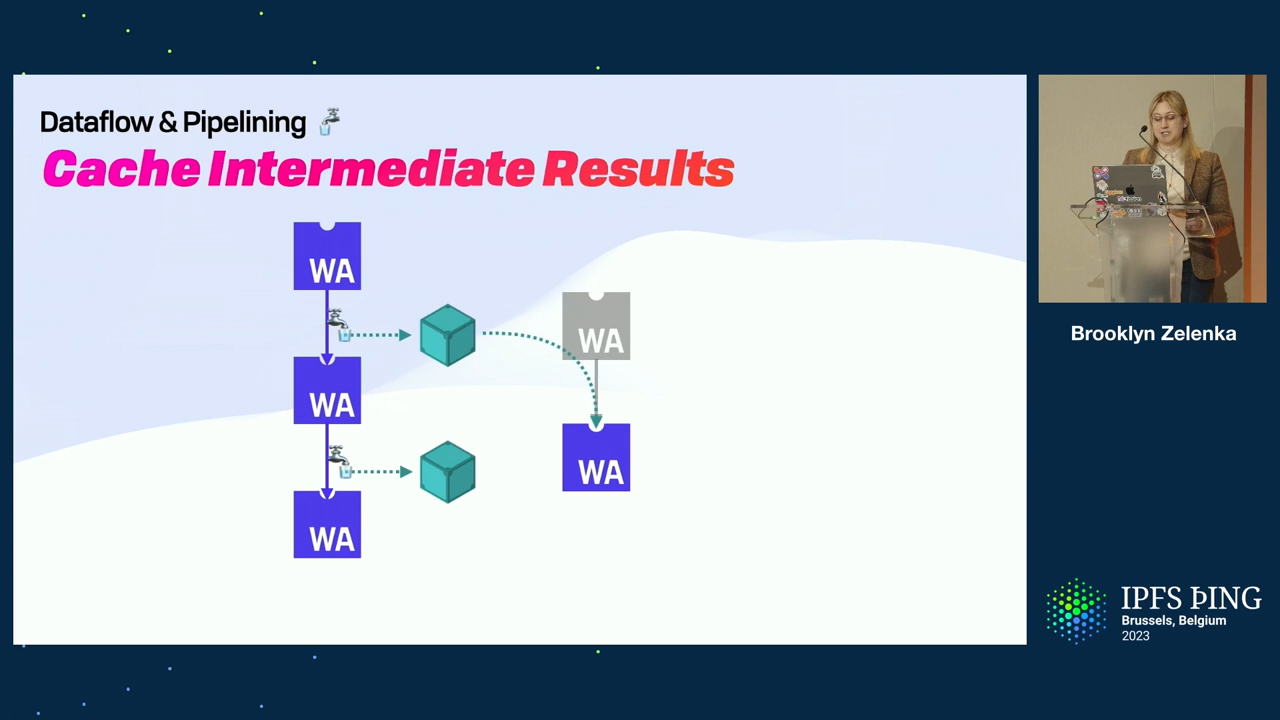 Dataflow & Pipelining
Cache Intermediate Results
WA
WA
WA
WA
WA
Brooklyn Zelenka
IPFS ÞING
Brussels, Belgium
2023